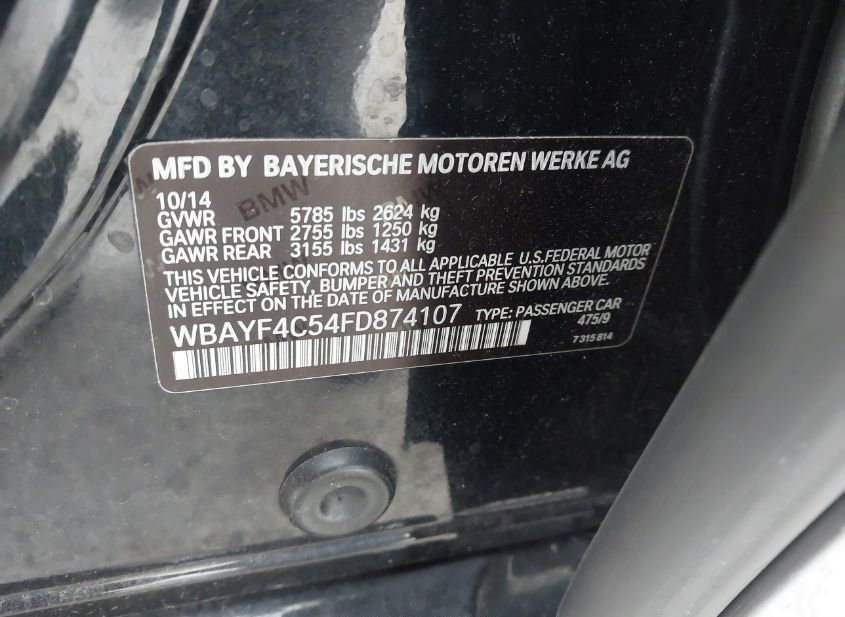 MFD BY BAYERISCHE MOTOREN WERKE AG
BMW
BMW
10/14
GVWR 5785 lbs 2624 kg
GAWR FRONT 2755 lbs 1250 kg
GAWR REAR 3155 lbs 1431 kg
THIS VEHICLE CONFORMS TO ALL APPLICABLE U.S.FEDERAL MOTOR
VEHICLE SAFETY, BUMPER AND THEFT PREVENTION STANDARDS
IN EFFECT ON THE DATE OF MANUFACTURE SHOWN ABOVE.
WBAYF4C54FD874107 TYPE: PASSENGER CAR
475/9
7 315 814